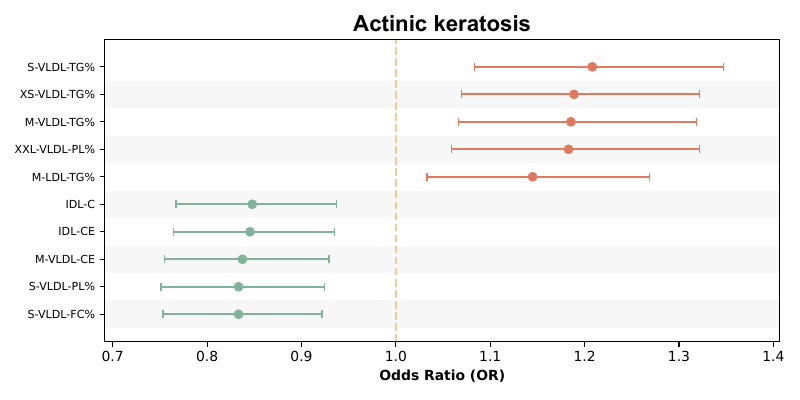 Actinic keratosis
S-VLDL-TG%
XS-VLDL-TG%
M-VLDL-TG%
XXL-VLDL-PL%
M-LDL-TG%
IDL-C
IDL-CE
M-VLDL-CE
S-VLDL-PL%
S-VLDL-FC%
0.7 0.8 0.9 1.0 1.1 1.2 1.3 1.4
Odds Ratio (OR)